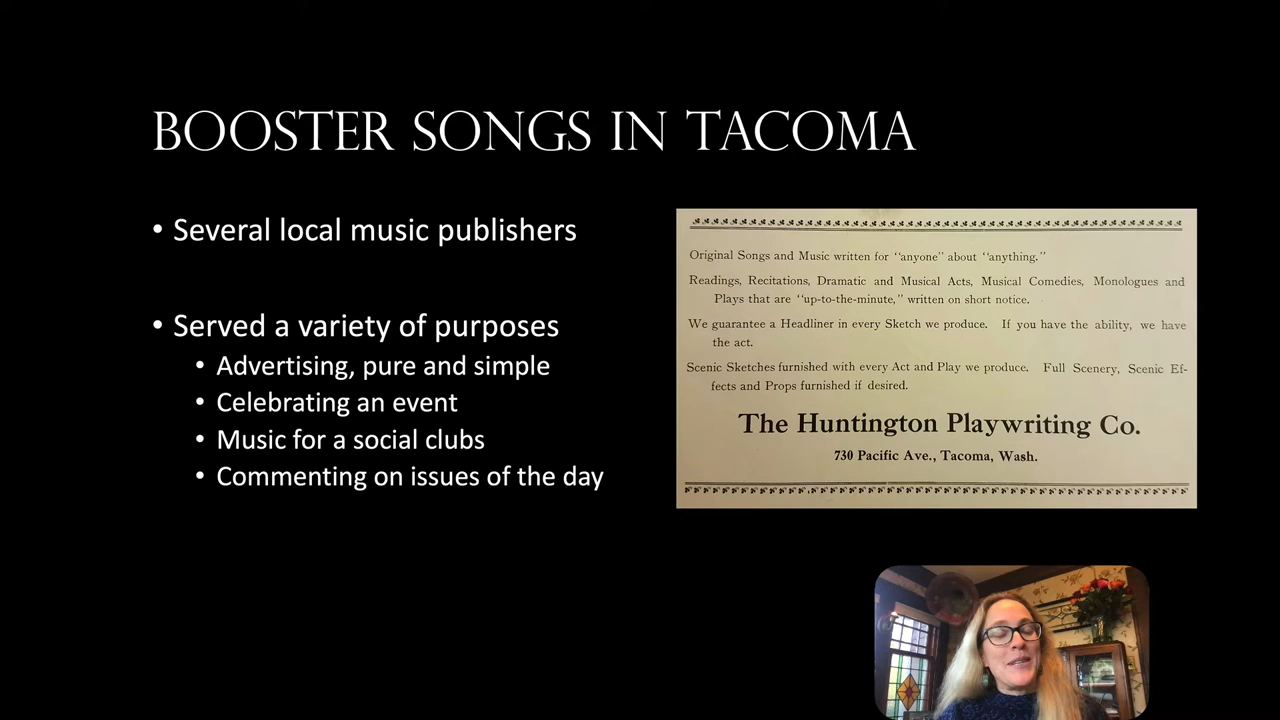 BOOSTER SONGS IN TACOMA
• Several local music publishers
• Served a variety of purposes
• Advertising, pure and simple
• Celebrating an event
• Music for a social clubs
• Commenting on issues of the day
Original Songs and Music written for “anyone” about “anything.”
Readings, Recitations, Dramatic and Musical Acts, Musical Comedies, Monologues and
Plays that are “up-to-the-minute,” written on short notice.
We guarantee a Headliner in every Sketch we produce. If you have the ability, we have
the act.
Scenic Sketches furnished with every Act and Play we produce. Full Scenery, Scenic Ef-
fects and Props furnished if desired.
The Huntington Playwriting Co.
730 Pacific Ave., Tacoma, Wash.